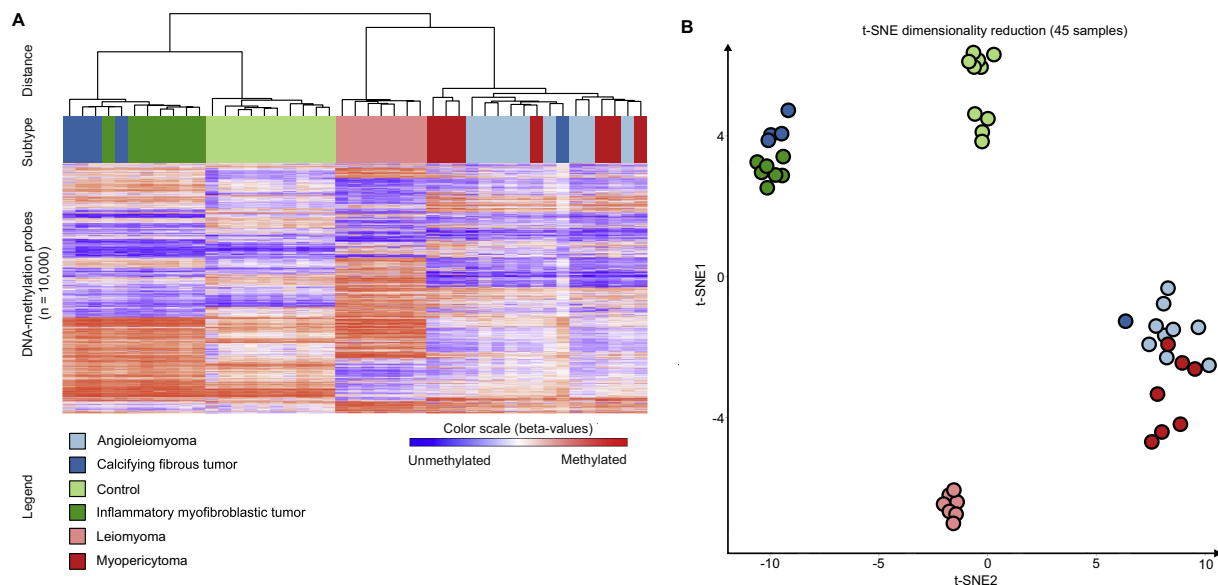 A
Distance
Subtype
DNA-methylation probes
(n = 10,000)
Color scale (beta-values)
Unmethylated
Methylated
Legend
Angioleiomyoma
Calcifying fibrous tumor
Control
Inflammatory myofibroblastic tumor
Leiomyoma
Myopericytoma
B
t-SNE dimensionality reduction (45 samples)
t-SNE1
4
0
-4
-10
-5
0
5
10
t-SNE2